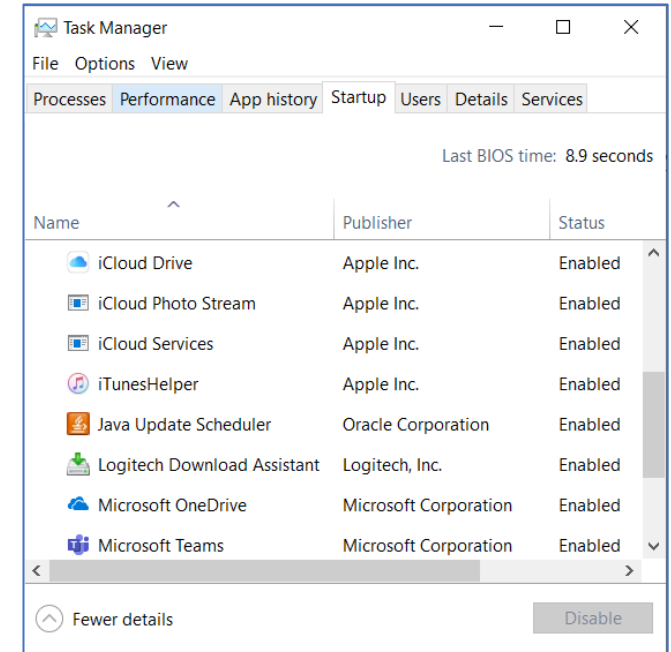 Task Manager
File Options View
Processes Performance App history Startup Users Details Services
Last BIOS time: 8.9 seconds
Name Publisher Status
iCloud Drive Apple Inc. Enabled
iCloud Photo Stream Apple Inc. Enabled
iCloud Services Apple Inc. Enabled
iTunesHelper Apple Inc. Enabled
Java Update Scheduler Oracle Corporation Enabled
Logitech Download Assistant Logitech, Inc. Enabled
Microsoft OneDrive Microsoft Corporation Enabled
Microsoft Teams Microsoft Corporation Enabled
Fewer details Disable